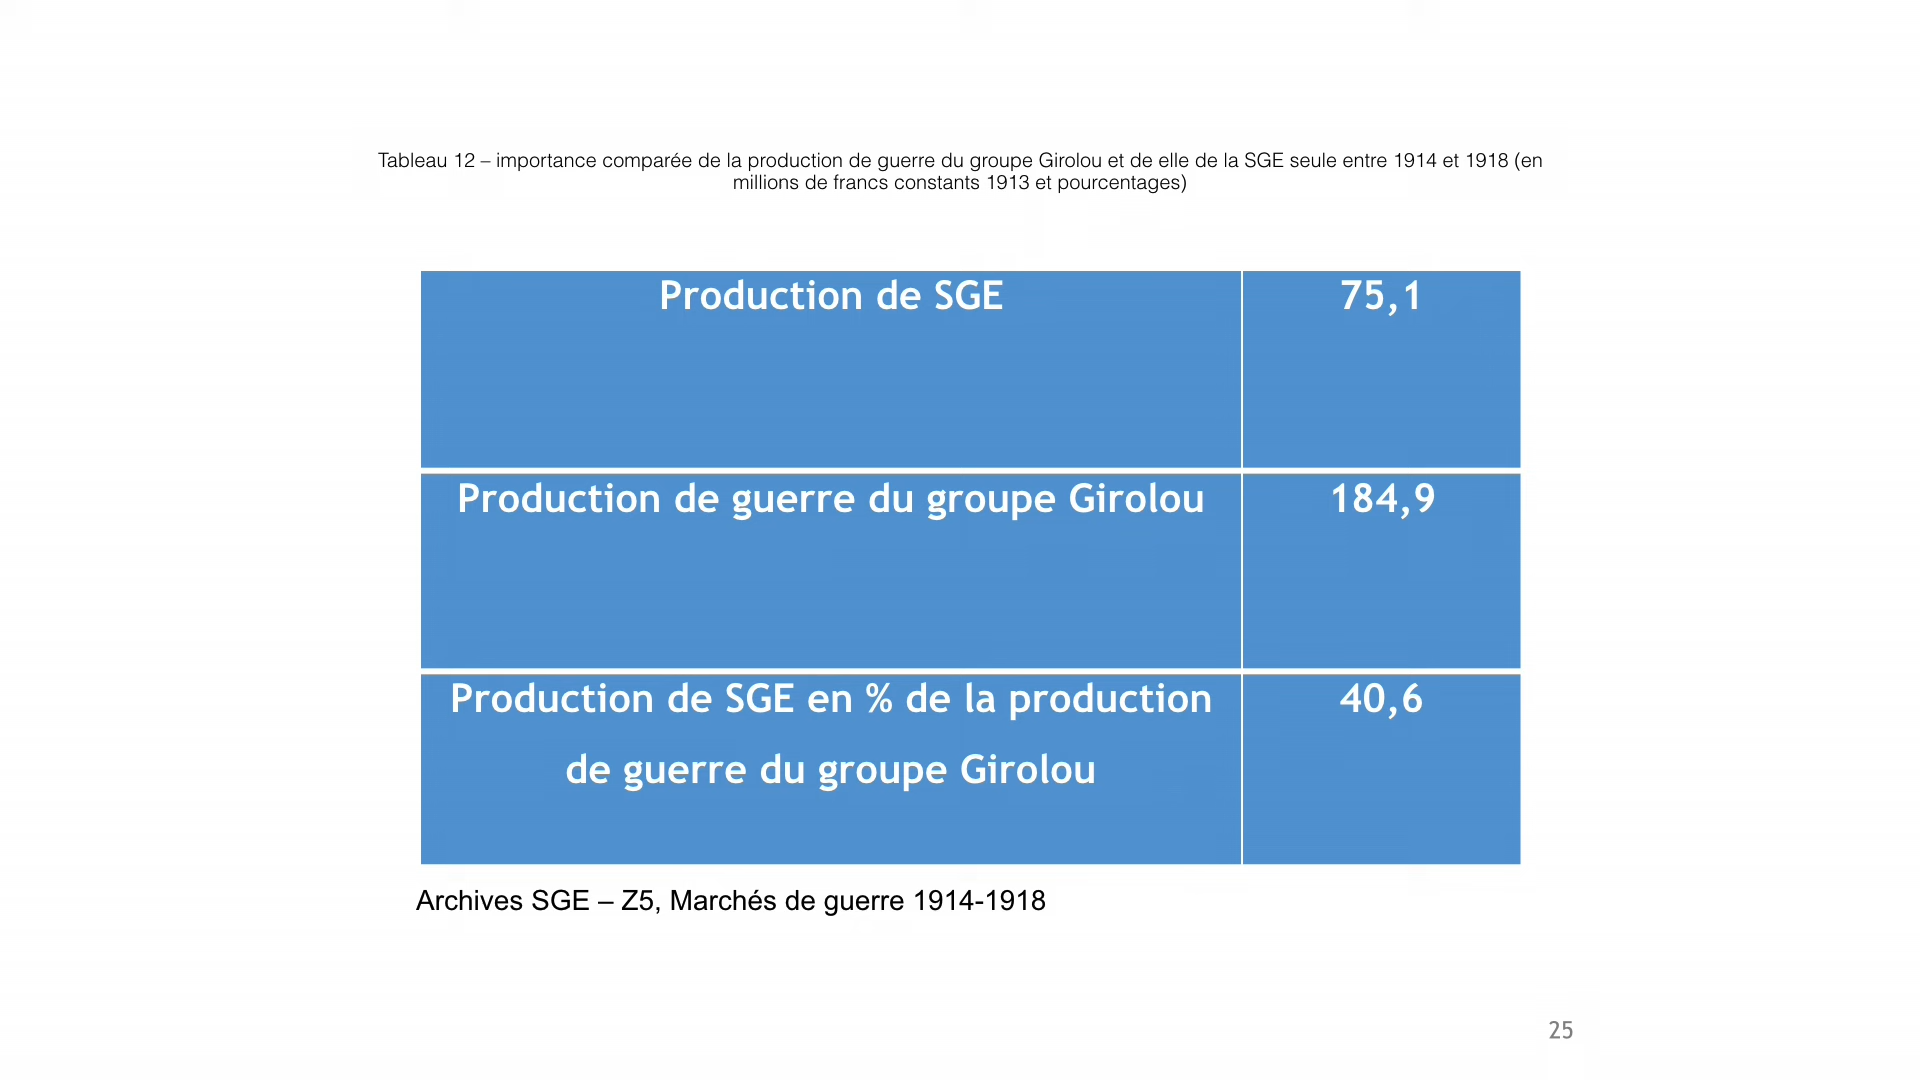 Tableau 12 – importance comparée de la production de guerre du groupe Girolou et de elle de la SGE seule entre 1914 et 1918 (en
millions de francs constants 1913 et pourcentages)
Production de SGE 75,1
Production de guerre du groupe Girolou 184,9
Production de SGE en % de la production 40,6
de guerre du groupe Girolou
Archives SGE – Z5, Marchés de guerre 1914-1918
25